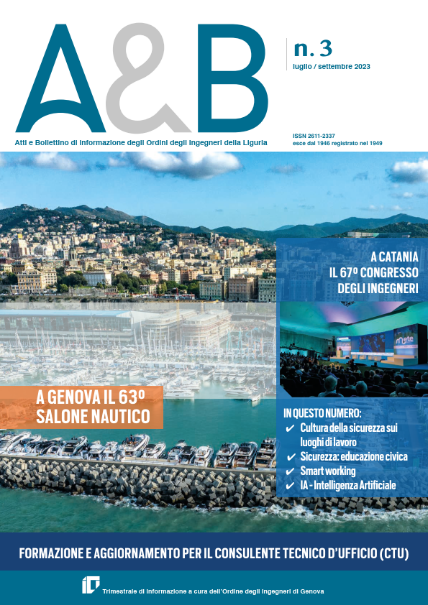 A&B
n. 3
luglio / settembre 2023
Atti e Bollettino di Informazione degli Ordini degli Ingegneri della Liguria
ISSN 2611-2337
esce dal 1946 registrato nel 1949
A CATANIA
IL 67º CONGRESSO
DEGLI INGEGNERI
A GENOVA IL 63º
SALONE NAUTICO
IN QUESTO NUMERO:
✔ Cultura della sicurezza sui
luoghi di lavoro
✔ Sicurezza: educazione civica
✔ Smart working
✔ IA - Intelligenza Artificiale
FORMAZIONE E AGGIORNAMENTO PER IL CONSULENTE TECNICO D'UFFICIO (CTU)
Trimestrale di informazione a cura dell'Ordine degli Ingegneri di Genova